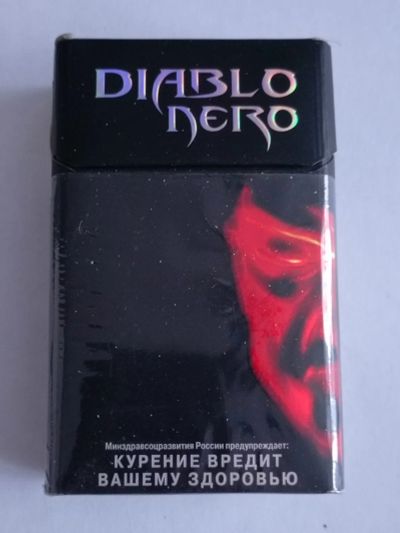 DIABLO
NERO
Минздравсоцразвития России предупреждает:
КУРЕНИЕ ВРЕДИТ
ВАШЕМУ ЗДОРОВЬЮ